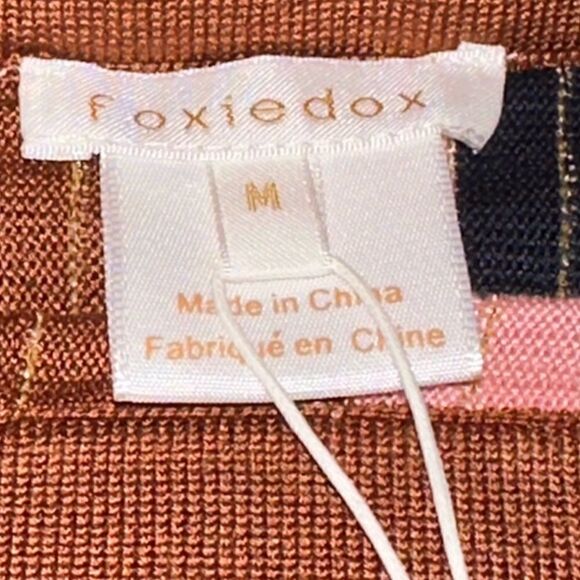 foxiedox
M
Made in China
Fabriqué en Chine